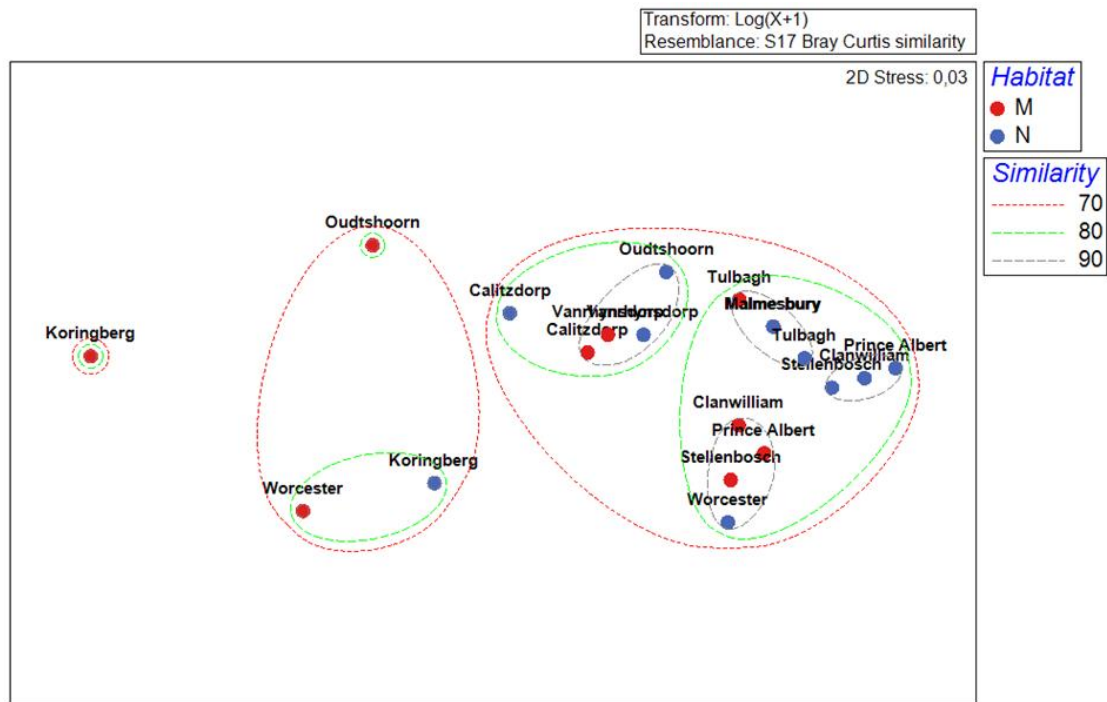 Transform: Log(X+1)
Resemblance: S17 Bray Curtis similarity
2D Stress: 0,03
Habitat
M
N
Similarity
70
80
90
Oudtshoorn
Oudtshoorn
Tulbagh
Calitzdorp
Malmesbury
Calitzdorp
Tulbagh
Koringberg
Prince Albert
Clanwilliam
Stellenbosch
Clanwilliam
Prince Albert
Koringberg
Stellenbosch
Worcester
Worcester